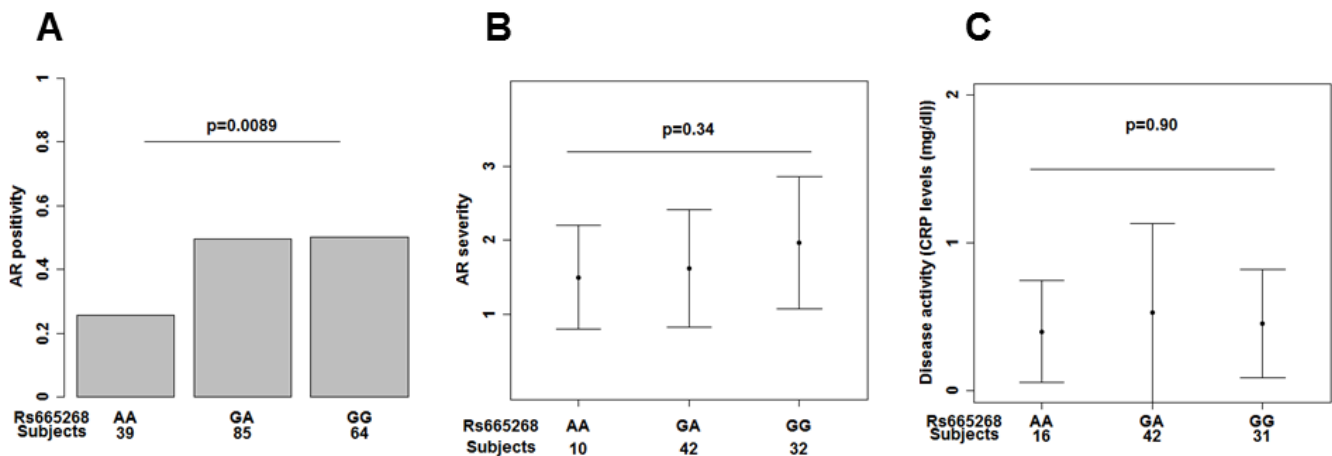 A
p=0.0089
AR positivity
1
0.8
0.6
0.4
0.2
0
Rs665268 AA GA GG
Subjects 39 85 64
B
p=0.34
AR severity
3
2
1
Rs665268 AA GA GG
Subjects 10 42 32
C
p=0.90
Disease activity (CRP levels (mg/dl))
2
1
0
Rs665268 AA GA GG
Subjects 16 42 31